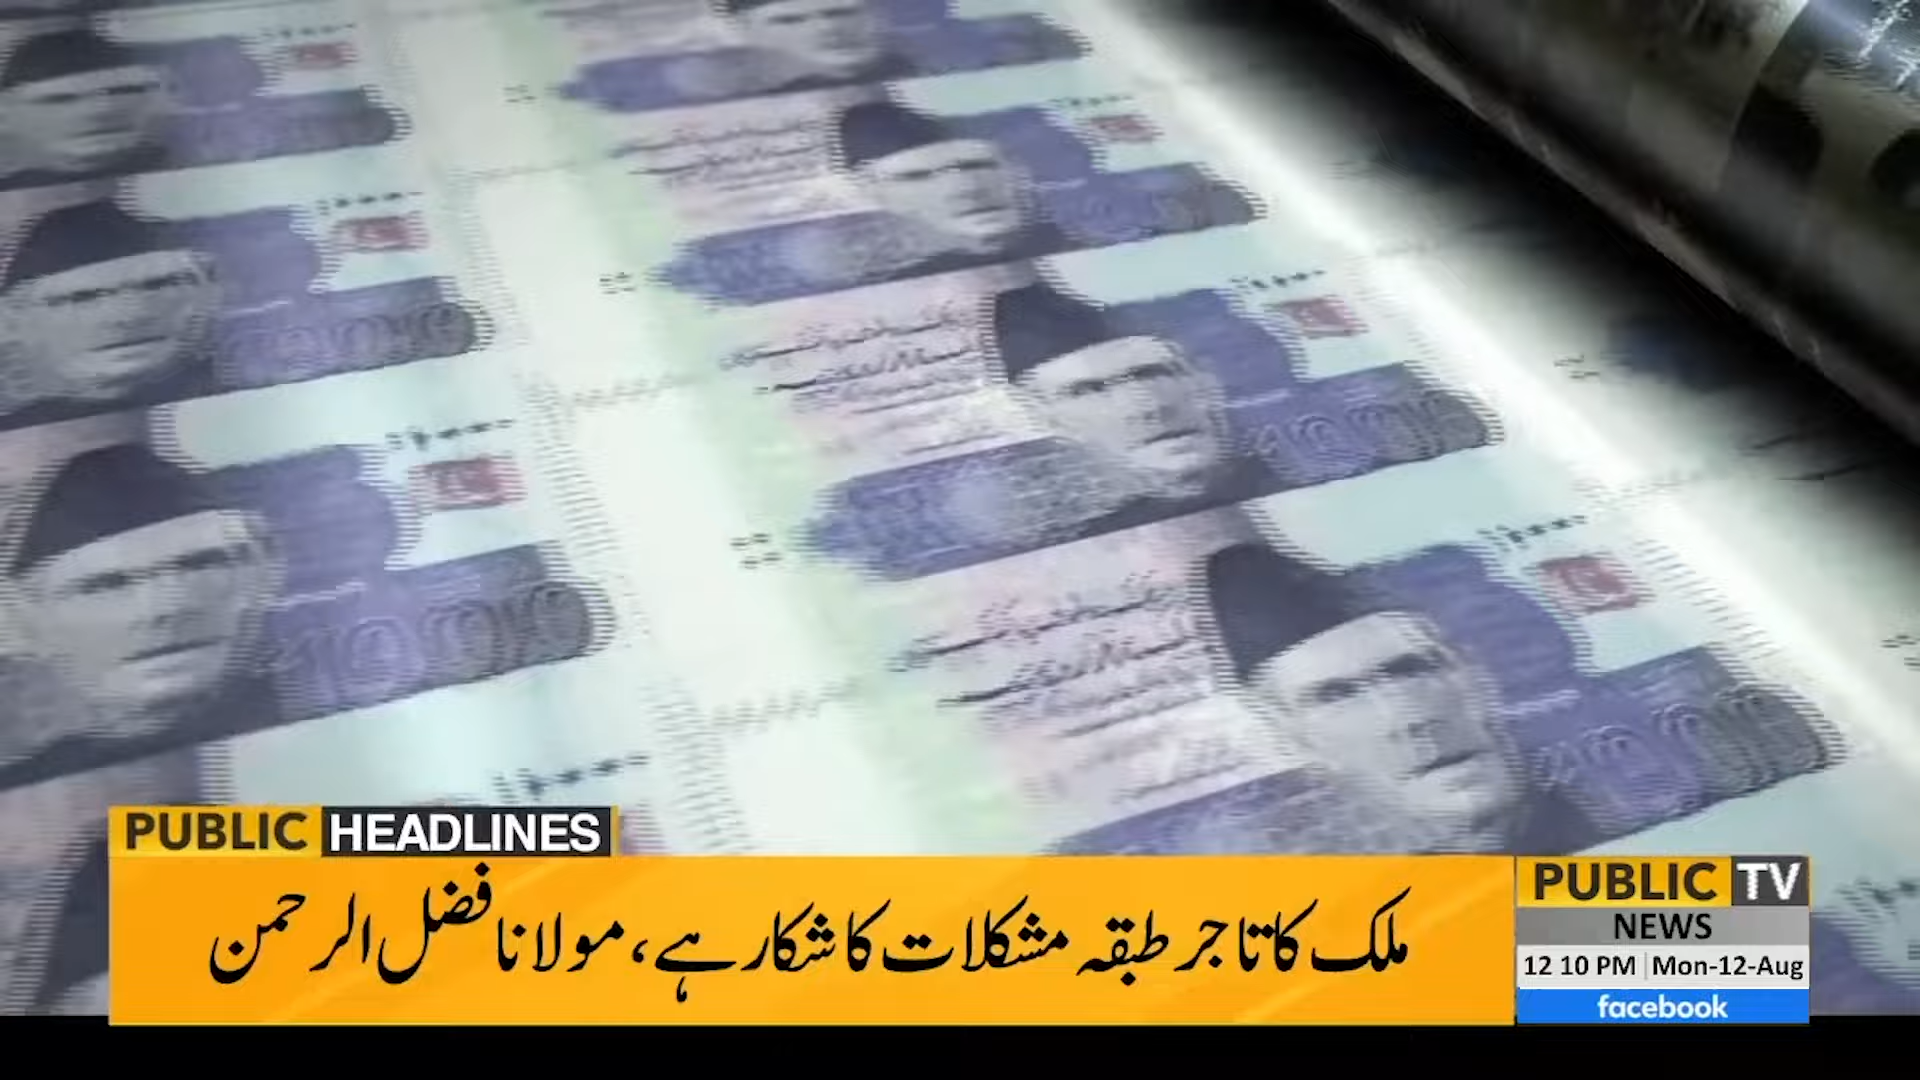 PUBLIC HEADLINES
ملک کا تاجر طبقہ مشکلات کا شکار ہے، مولانا فضل الرحمن
PUBLIC TV
NEWS
12 10 PM Mon-12-Aug
facebook